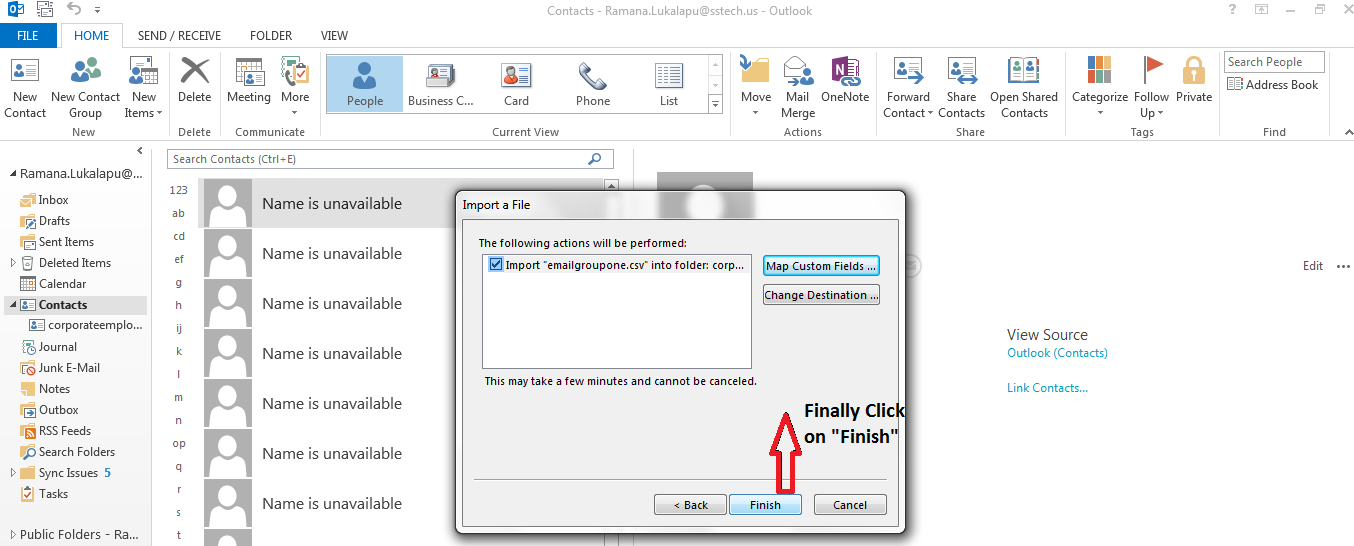 Contacts - Ramana.Lukalapu@sstech.us - Outlook
FILE HOME SEND / RECEIVE FOLDER VIEW
New Contact
New Contact Group
New Items
New
Delete
Delete
Meeting
More
Communicate
People
Business C...
Card
Phone
List
Current View
Move
Mail Merge
OneNote
Actions
Forward Contact
Share Contacts
Open Shared Contacts
Share
Categorize
Follow Up
Private
Tags
Search People
Address Book
Find
Ramana.Lukalapu@...
Inbox
Drafts
Sent Items
Deleted Items
Calendar
Contacts
corporateemplo...
Journal
Junk E-Mail
Notes
Outbox
RSS Feeds
Search Folders
Sync Issues 5
Tasks
Public Folders - Ra...
Search Contacts (Ctrl+E)
123
ab
cd
ef
g
h
ij
k
l
m
n
op
q
r
s
t
Name is unavailable
Name is unavailable
Name is unavailable
Name is unavailable
Name is unavailable
Name is unavailable
Name is unavailable
Import a File
The following actions will be performed:
Import "emailgroupone.csv" into folder: corp...
Map Custom Fields ...
Change Destination ...
This may take a few minutes and cannot be canceled.
Finally Click
on "Finish"
< Back
Finish
Cancel
Edit
View Source
Outlook (Contacts)
Link Contacts...